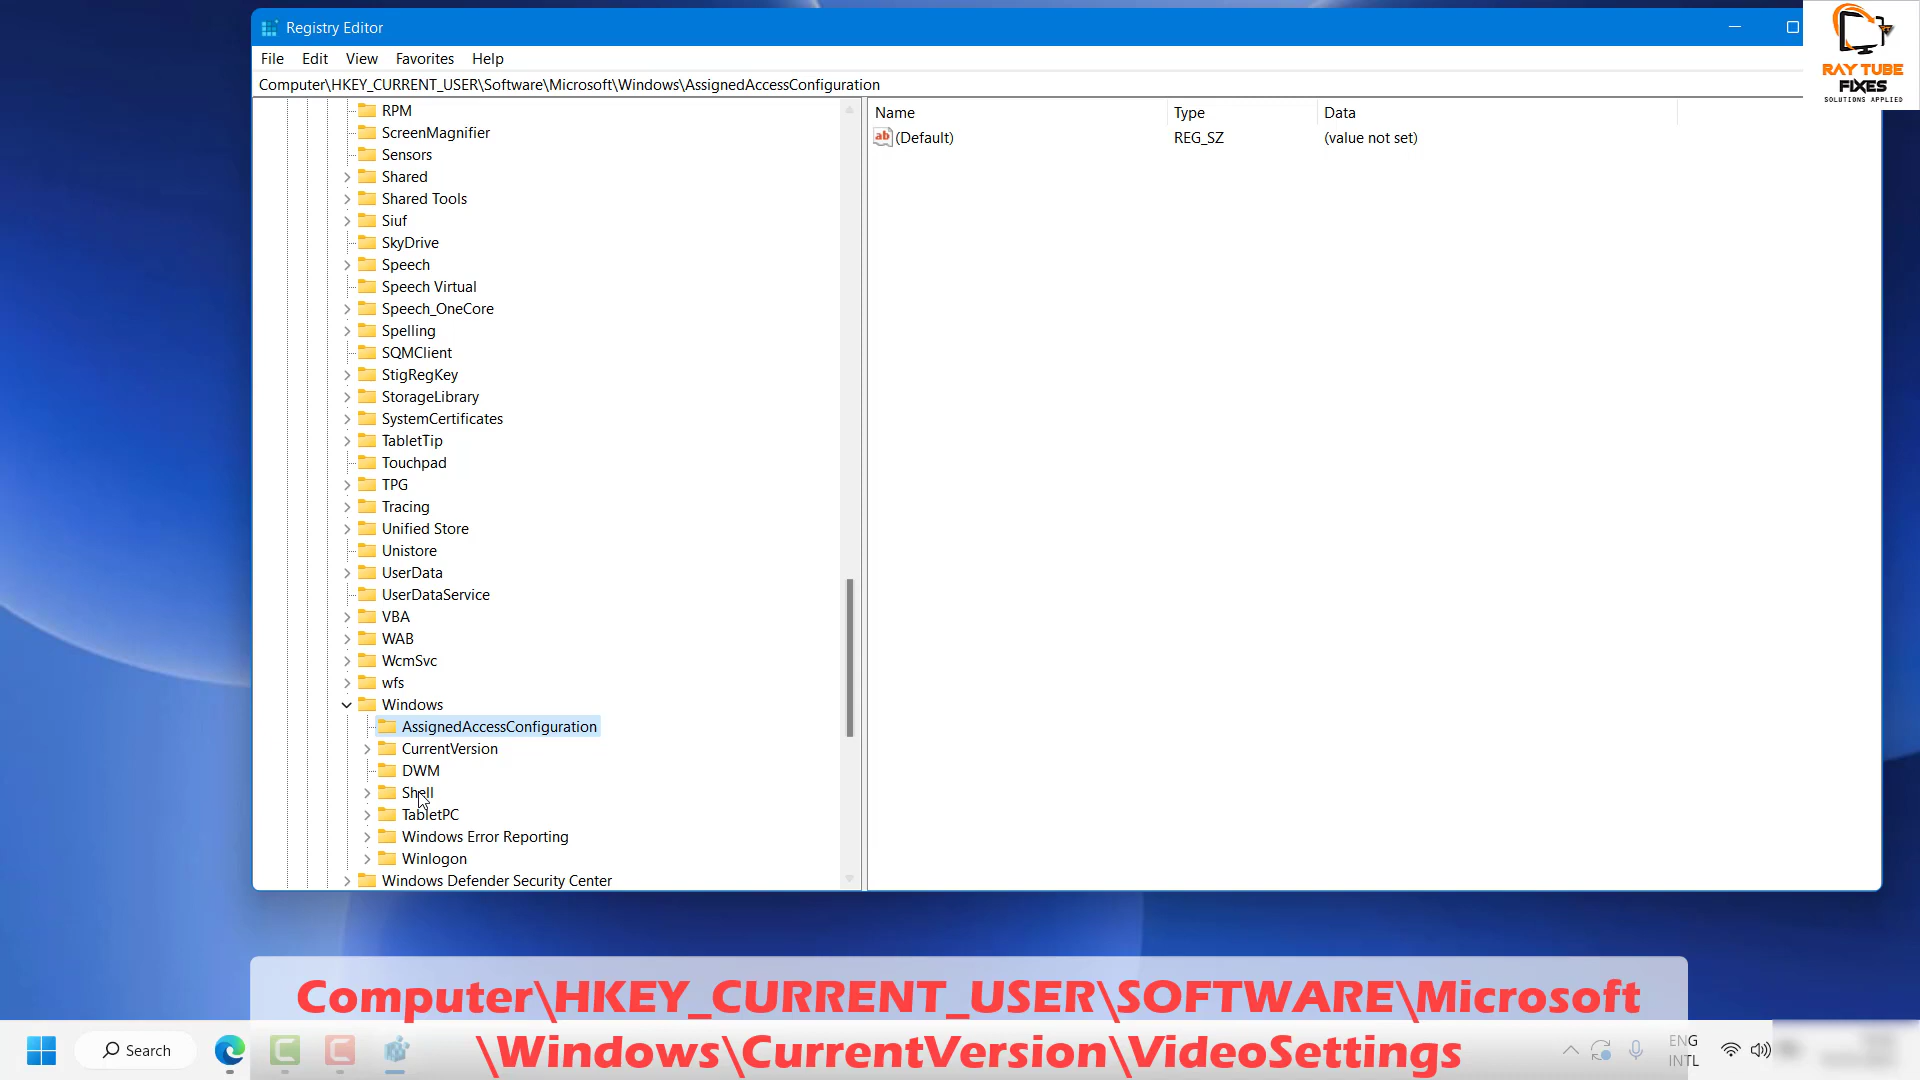 Registry Editor
RAY TUBE
FIXES
SOLUTIONS APPLIED
File Edit View Favorites Help
Computer\HKEY_CURRENT_USER\Software\Microsoft\Windows\AssignedAccessConfiguration
Name Type Data
ab (Default) REG_SZ (value not set)
RPM
ScreenMagnifier
Sensors
Shared
Shared Tools
Siuf
SkyDrive
Speech
Speech Virtual
Speech_OneCore
Spelling
SQMClient
StigRegKey
StorageLibrary
SystemCertificates
TabletTip
Touchpad
TPG
Tracing
Unified Store
Unistore
UserData
UserDataService
VBA
WAB
WcmSvc
wfs
Windows
AssignedAccessConfiguration
CurrentVersion
DWM
Shell
TabletPC
Windows Error Reporting
Winlogon
Windows Defender Security Center
Computer\HKEY_CURRENT_USER\SOFTWARE\Microsoft
\Windows\CurrentVersion\VideoSettings
Search
ENG
INTL